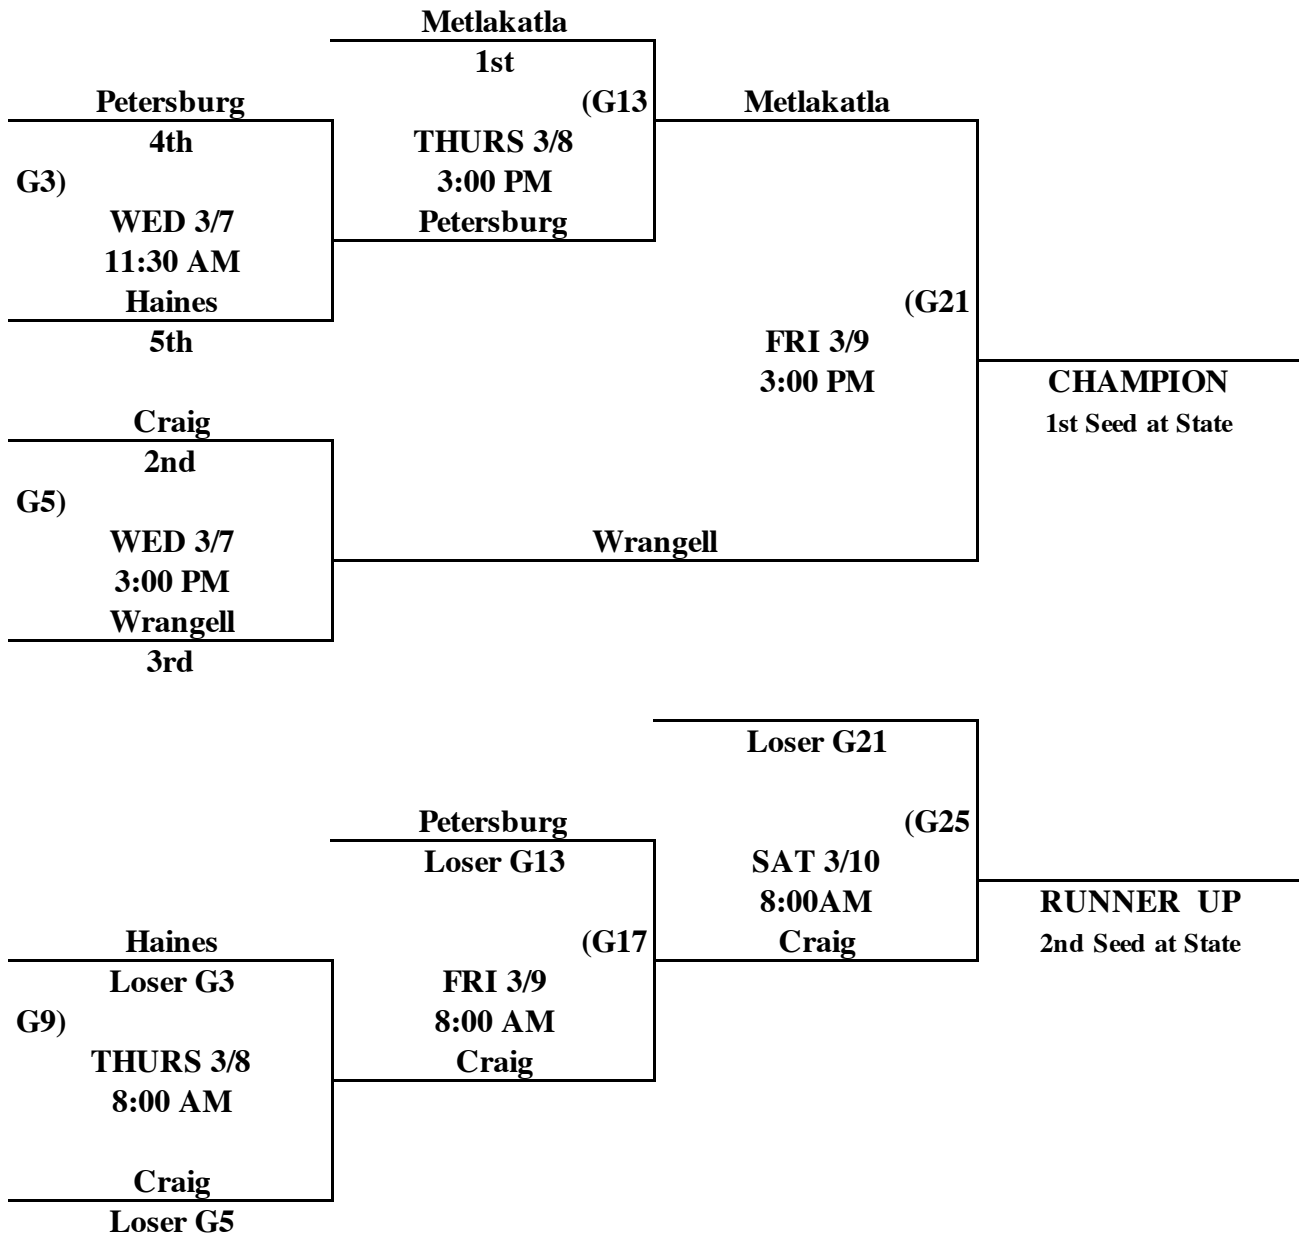 Metlakatla
1st
Petersburg (G13 Metlakatla
4th THURS 3/8
G3) 3:00 PM
WED 3/7 Petersburg
11:30 AM
Haines (G21
5th FRI 3/9
3:00 PM CHAMPION
Craig 1st Seed at State
2nd
G5)
WED 3/7 Wrangell
3:00 PM
Wrangell
3rd
Loser G21
Petersburg (G25
Loser G13 SAT 3/10
8:00AM RUNNER UP
Haines (G17 Craig 2nd Seed at State
Loser G3 FRI 3/9
G9) 8:00 AM
THURS 3/8 Craig
8:00 AM
Craig
Loser G5